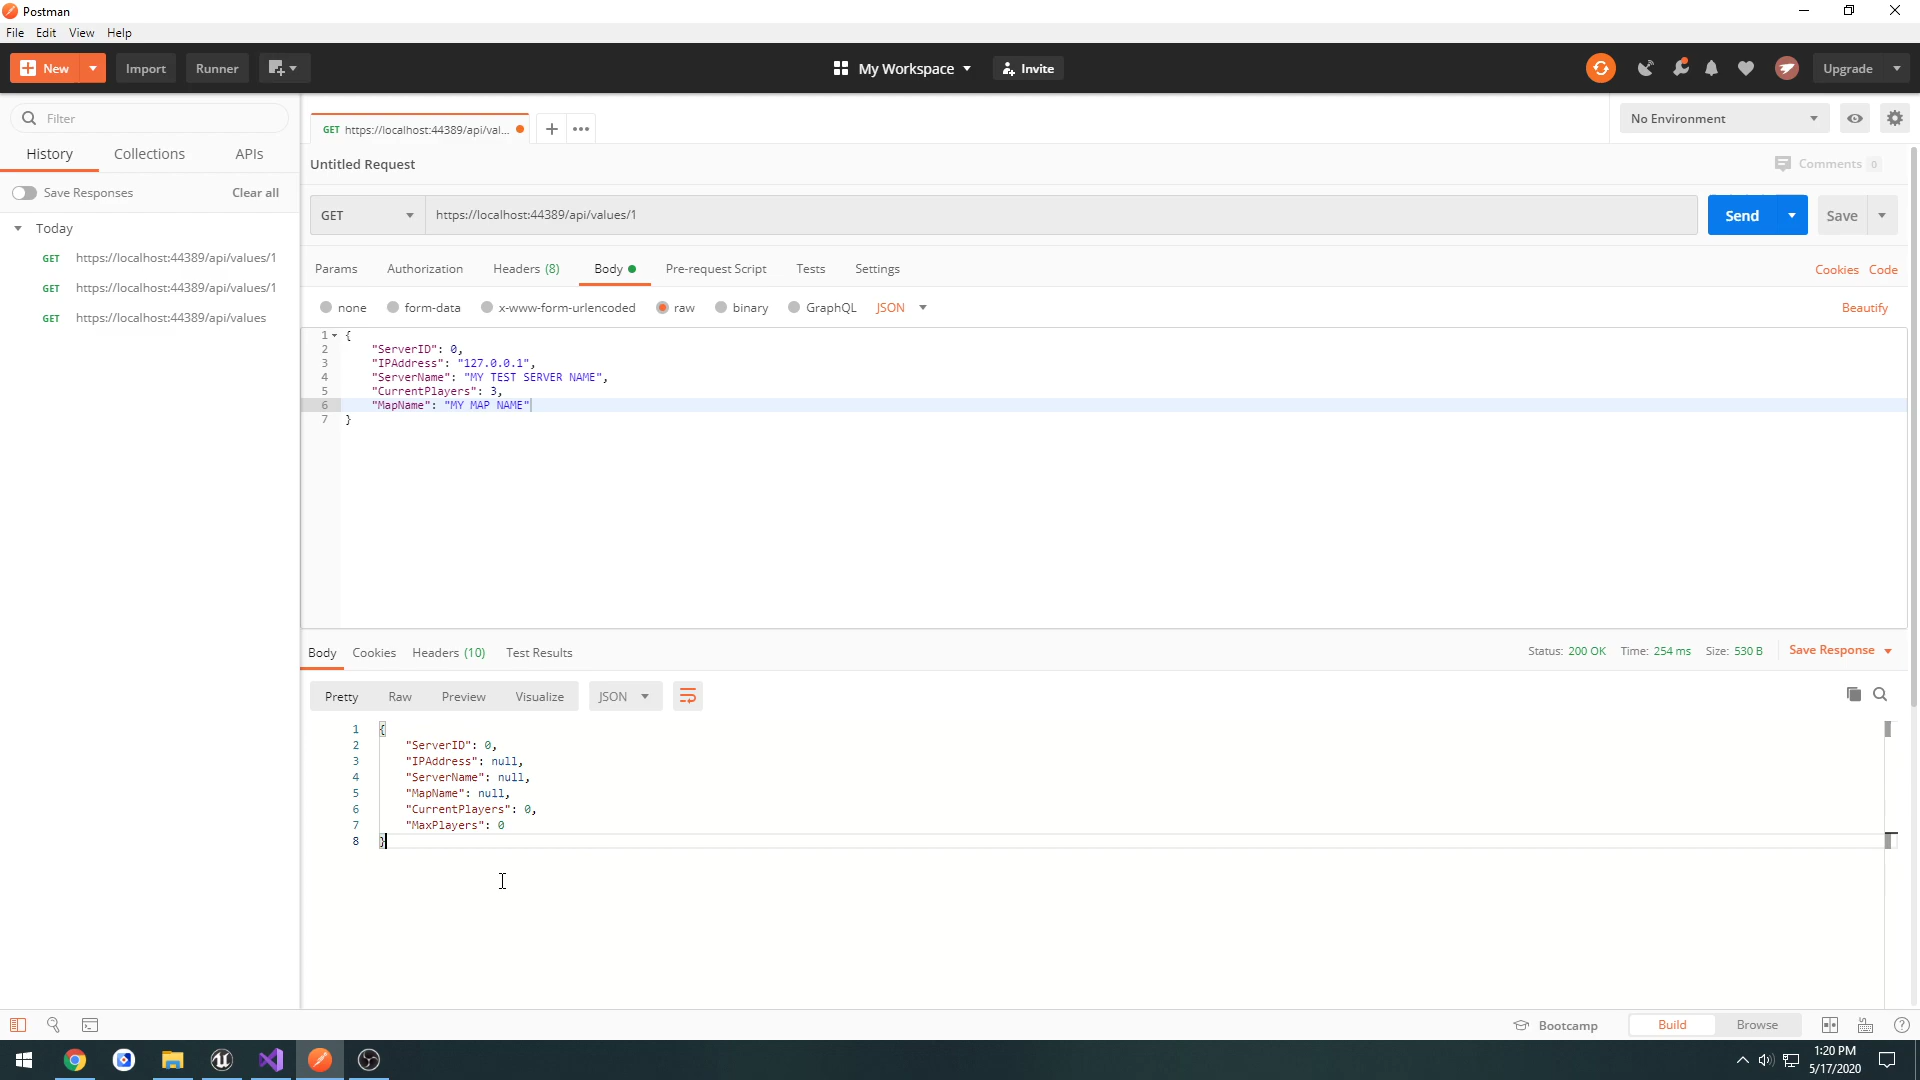 Postman
File Edit View Help
New Import Runner My Workspace Invite Upgrade
Filter
History Collections APIs
Save Responses Clear all
Today
GET https://localhost:44389/api/values/1
GET https://localhost:44389/api/values/1
GET https://localhost:44389/api/values
GET https://localhost:44389/api/val...
No Environment
Untitled Request
Comments 0
GET https://localhost:44389/api/values/1 Send Save
Params Authorization Headers (8) Body Pre-request Script Tests Settings Cookies Code
none form-data x-www-form-urlencoded raw binary GraphQL JSON Beautify
1 {
2 "ServerID": 0,
3 "IPAddress": "127.0.0.1",
4 "ServerName": "MY TEST SERVER NAME",
5 "CurrentPlayers": 3,
6 "MapName": "MY MAP NAME"
7 }
Body Cookies Headers (10) Test Results Status: 200 OK Time: 254 ms Size: 530 B Save Response
Pretty Raw Preview Visualize JSON
1 {
2 "ServerID": 0,
3 "IPAddress": null,
4 "ServerName": null,
5 "MapName": null,
6 "CurrentPlayers": 0,
7 "MaxPlayers": 0
8 }
Bootcamp Build Browse
1:20 PM
5/17/2020